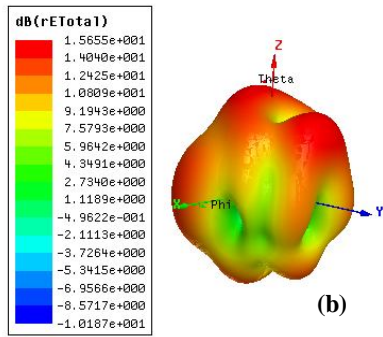 dB(rETotal)
1.5655e+001
1.4040e+001
1.2425e+001
1.0809e+001
9.1943e+000
7.5793e+000
5.9642e+000
4.3491e+000
2.7340e+000
1.1189e+000
-4.9622e-001
-2.1113e+000
-3.7264e+000
-5.3415e+000
-6.9566e+000
-8.5717e+000
-1.0187e+001
Z
Theta
X
Phi
Y
(b)